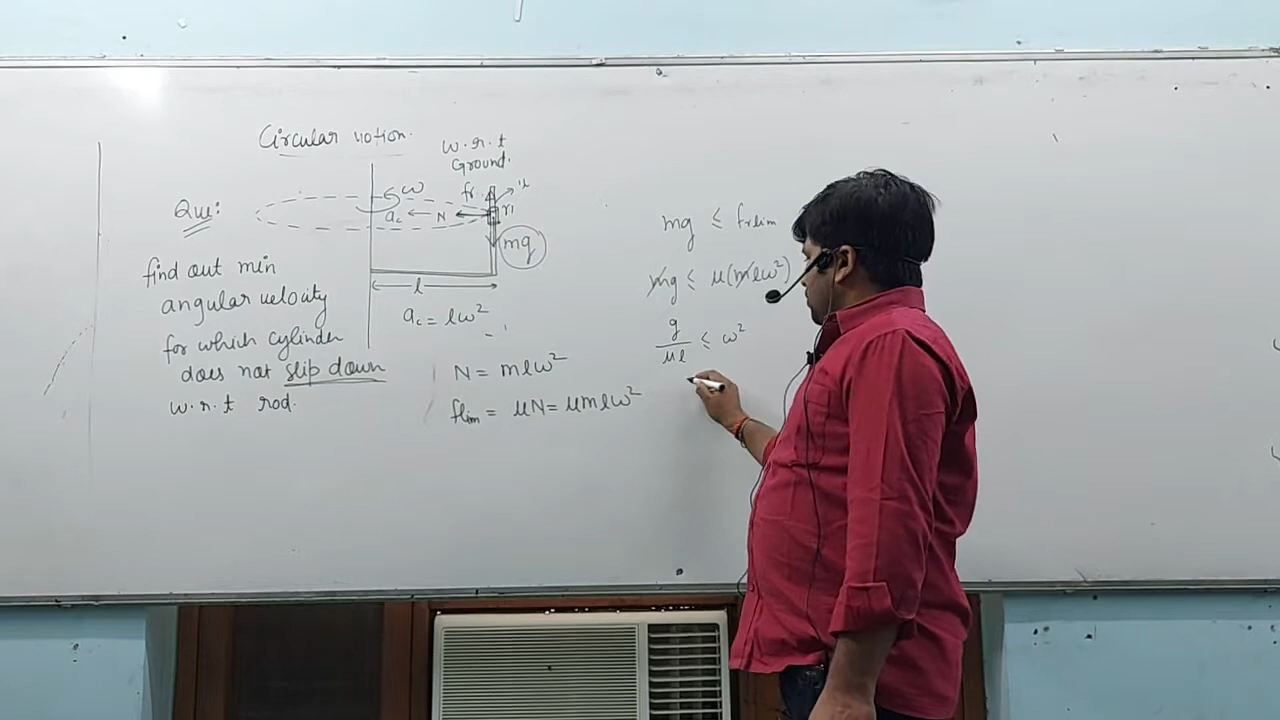 Circular motion.
w.r.t
Ground.
Que:
ω
fr
μ
ac ← N
m
mg
l
find out min
angular velocity
for which cylinder
does not slip down
w.r.t rod.
ac = lω²
N = mlω²
flim = μN = μmlω²
mg ≤ frlim
mg ≤ μ(mlω²)
g/μl ≤ ω²